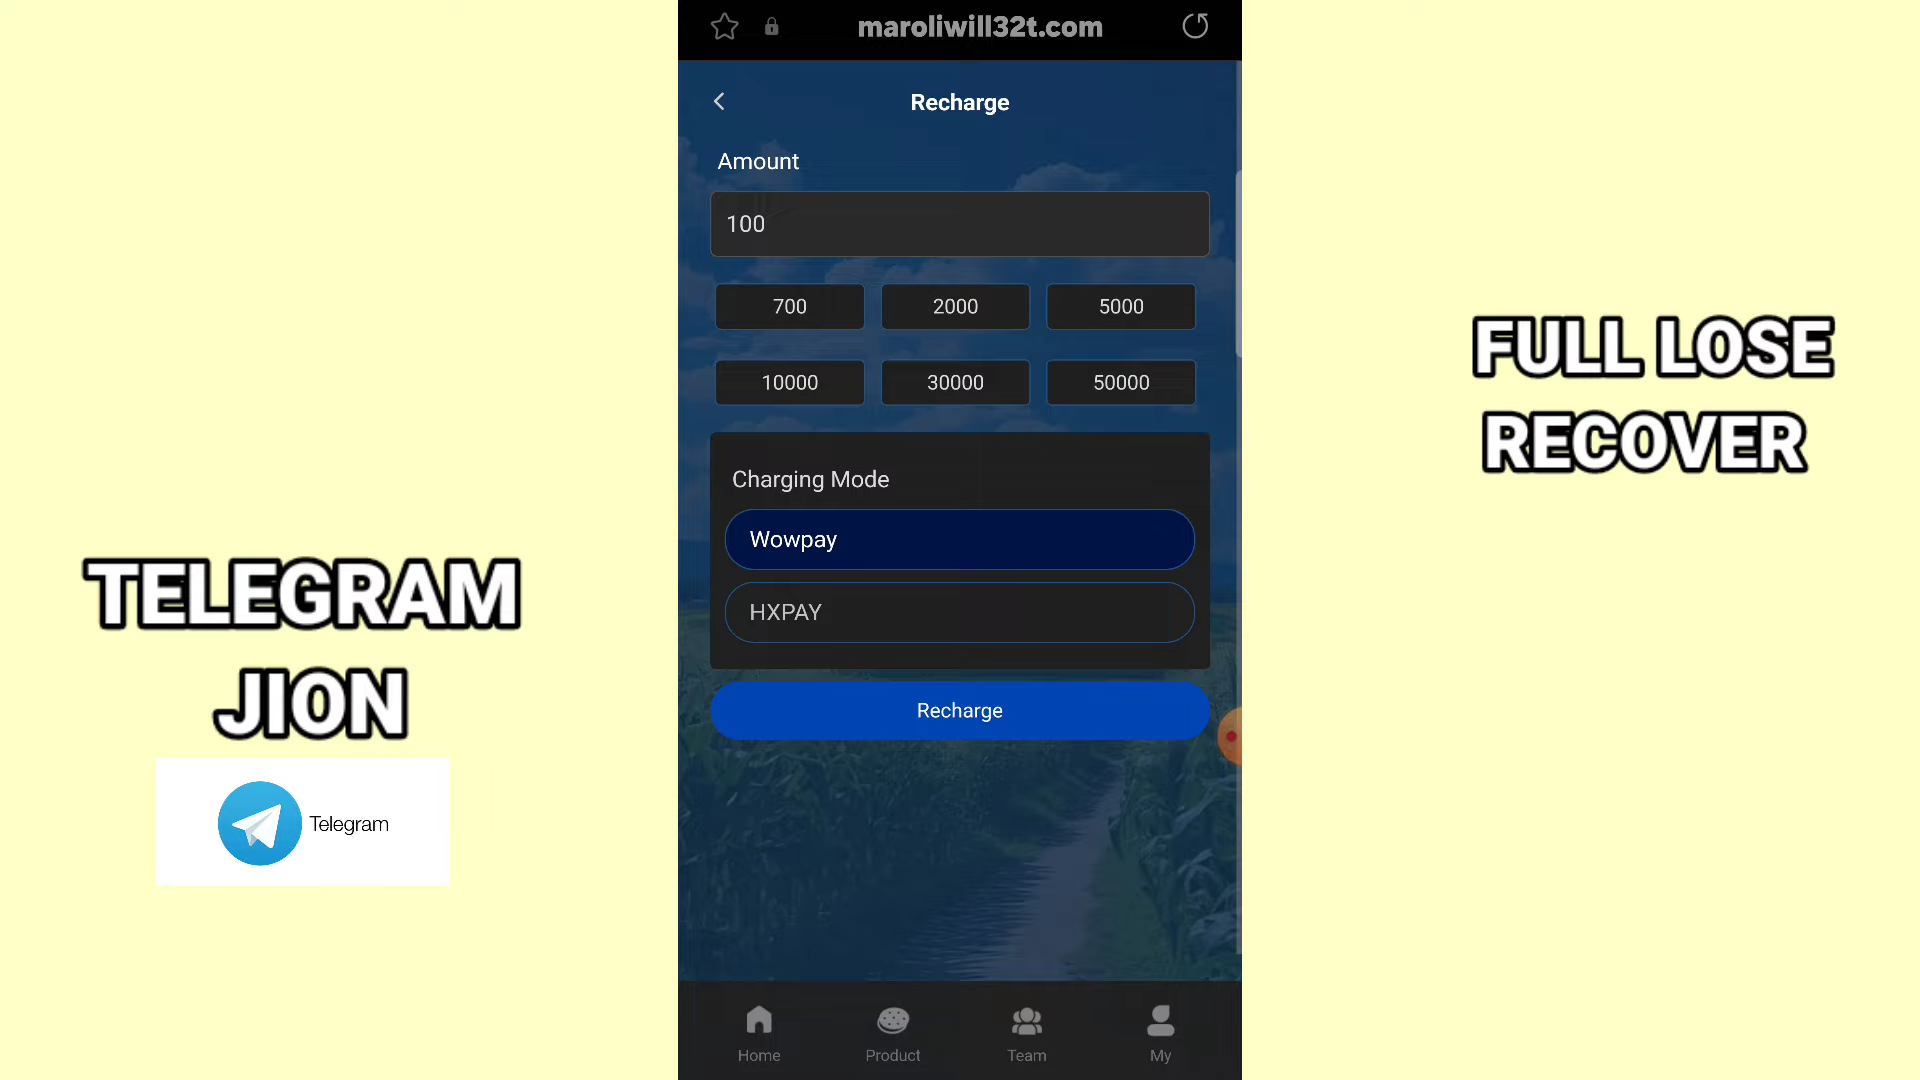 maroliwill32t.com
Recharge
Amount
100
700
2000
5000
10000
30000
50000
Charging Mode
Wowpay
HXPAY
Recharge
Home
Product
Team
My
TELEGRAM
JION
Telegram
FULL LOSE
RECOVER